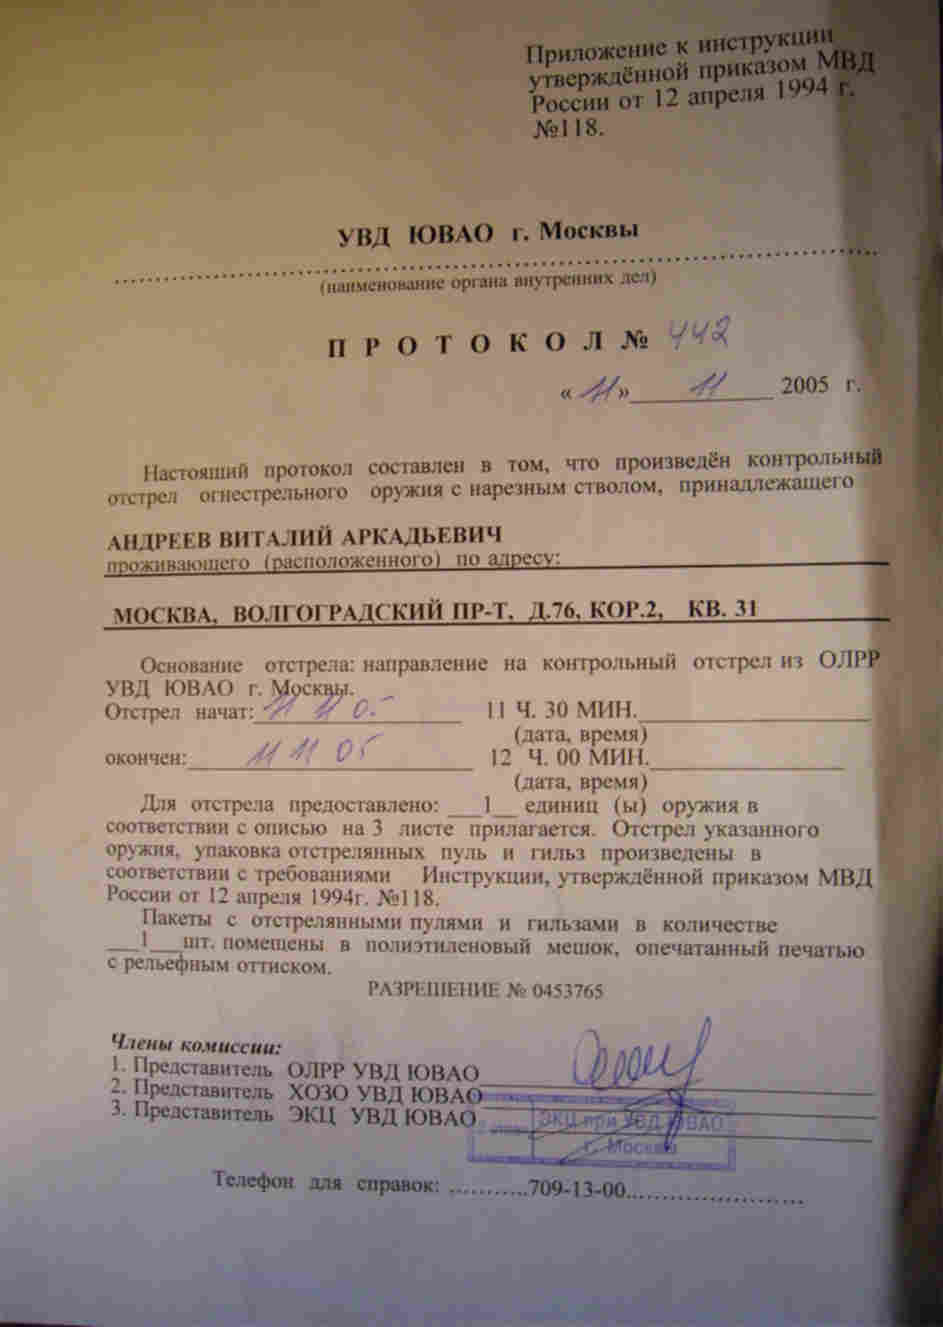 Приложение к инструкции
утверждённой приказом МВД
России от 12 апреля 1994 г.
№118.
УВД ЮВАО г. Москвы
(наименование органа внутренних дел)
ПРОТОКОЛ № 442
«11» 11 2005 г.
Настоящий протокол составлен в том, что произведён контрольный
отстрел огнестрельного оружия с нарезным стволом, принадлежащего
АНДРЕЕВ ВИТАЛИЙ АРКАДЬЕВИЧ
проживающего (расположенного) по адресу:
МОСКВА, ВОЛГОГРАДСКИЙ ПР-Т, Д.76, КОР.2, КВ. 31
Основание отстрела: направление на контрольный отстрел из ОЛРР
УВД ЮВАО г. Москвы.
Отстрел начат: 11 11 05 11 Ч. 30 МИН.
(дата, время)
окончен: 11 11 05 12 Ч. 00 МИН.
(дата, время)
Для отстрела предоставлено: ___1__ единиц (ы) оружия в
соответствии с описью на 3 листе прилагается. Отстрел указанного
оружия, упаковка отстрелянных пуль и гильз произведены в
соответствии с требованиями Инструкции, утверждённой приказом МВД
России от 12 апреля 1994г. №118.
Пакеты с отстрелянными пулями и гильзами в количестве
___1___шт. помещены в полиэтиленовый мешок, опечатанный печатью
с рельефным оттиском.
РАЗРЕШЕНИЕ № 0453765
Члены комиссии:
1. Представитель ОЛРР УВД ЮВАО
2. Представитель ХОЗО УВД ЮВАО
3. Представитель ЭКЦ УВД ЮВАО
ЭКЦ при УВД ЮВАО
г. Москва
Телефон для справок: ...........709-13-00........................